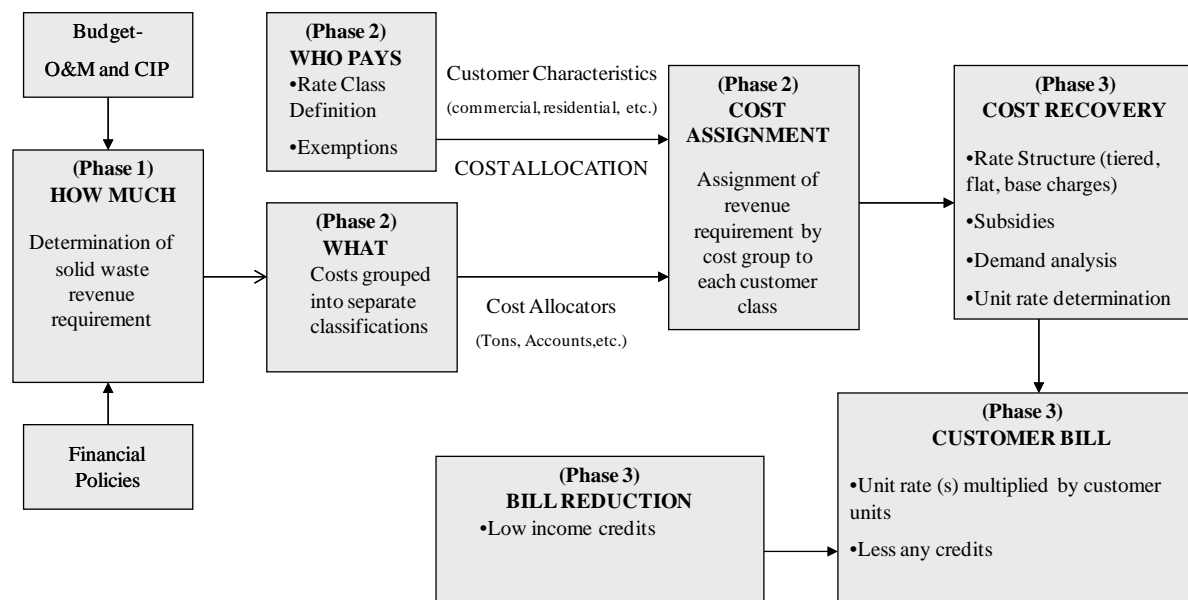 Budget-
O&M and CIP
(Phase 1)
HOW MUCH
Determination of
solid waste
revenue
requirement
Financial
Policies
(Phase 2)
WHO PAYS
•Rate Class
Definition
•Exemptions
Customer Characteristics
(commercial, residential, etc.)
COST ALLOCATION
(Phase 2)
WHAT
Costs grouped
into separate
classifications
Cost Allocators
(Tons, Accounts,etc.)
(Phase 2)
COST
ASSIGNMENT
Assignment of
revenue
requirement by
cost group to
each customer
class
(Phase 3)
COST RECOVERY
•Rate Structure (tiered,
flat, base charges)
•Subsidies
•Demand analysis
•Unit rate determination
(Phase 3)
BILL REDUCTION
•Low income credits
(Phase 3)
CUSTOMER BILL
•Unit rate (s) multiplied by customer
units
•Less any credits